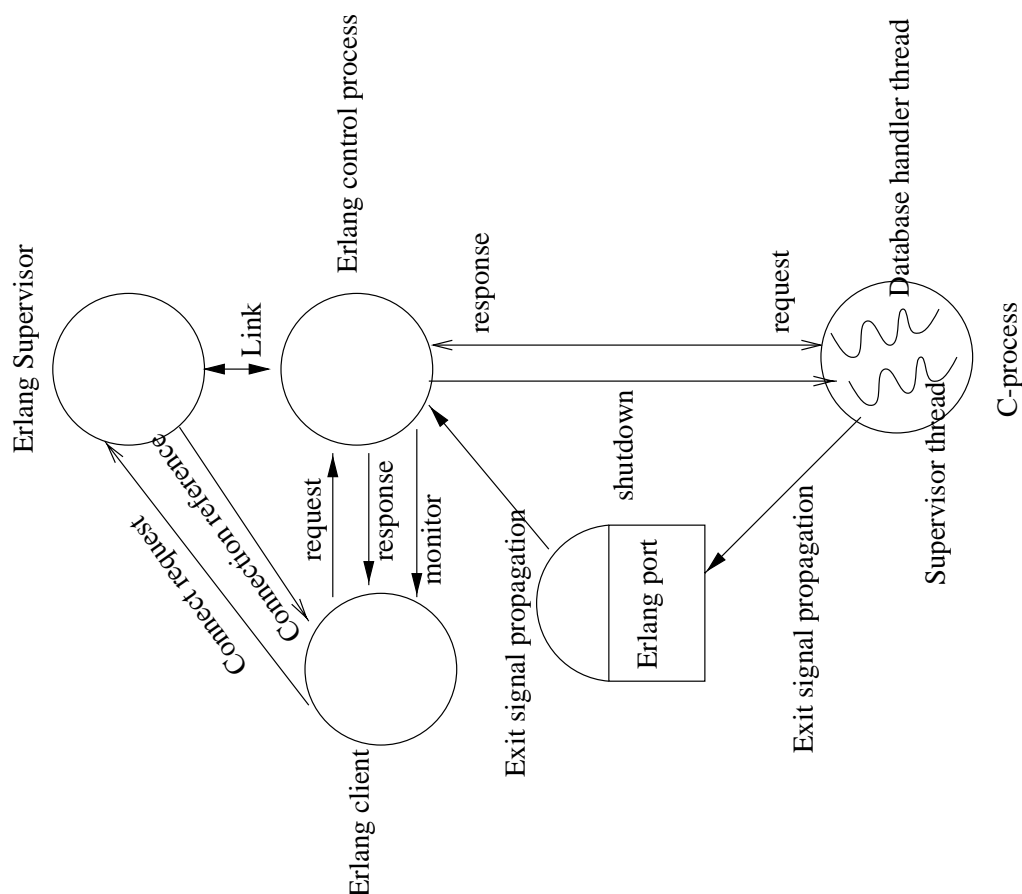 Erlang Supervisor
Erlang control process
Link
Connect request
Connection reference
request
response
monitor
Erlang client
response
request
shutdown
Exit signal propagation
Erlang port
Exit signal propagation
Database handler thread
Supervisor thread
C-process